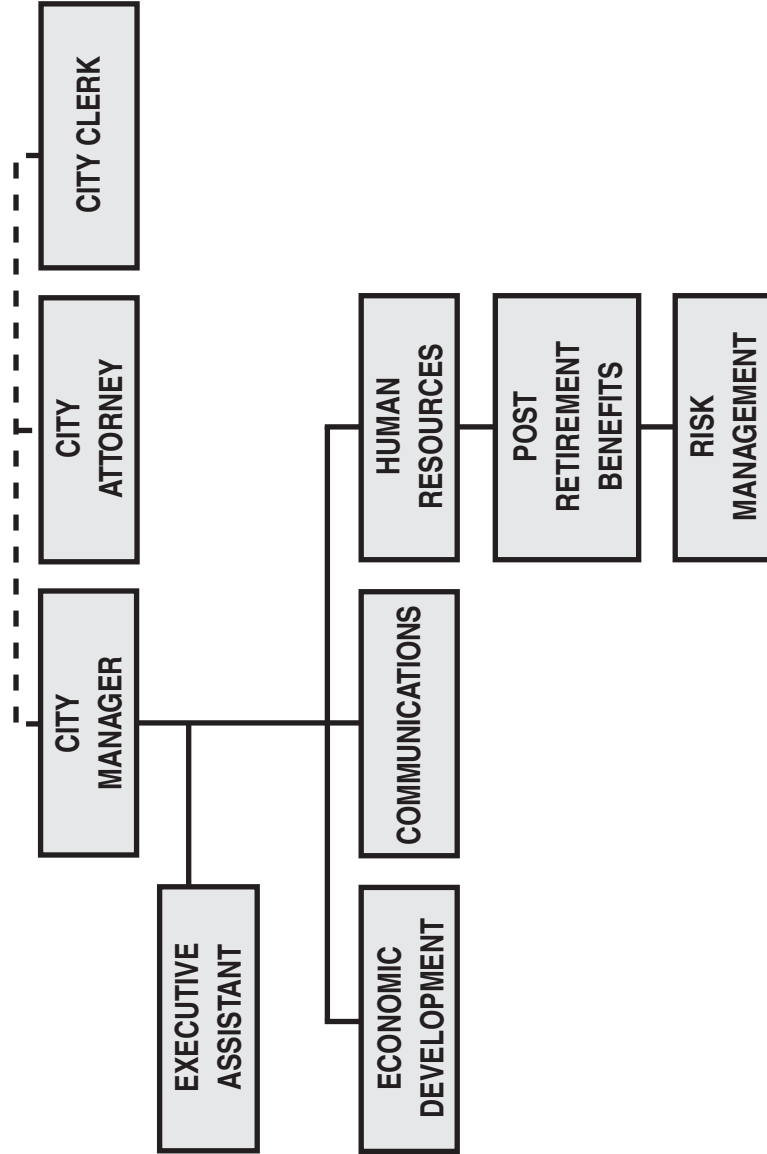 CITY
MANAGER
CITY
ATTORNEY
CITY CLERK
EXECUTIVE
ASSISTANT
ECONOMIC
DEVELOPMENT
COMMUNICATIONS
HUMAN
RESOURCES
POST
RETIREMENT
BENEFITS
RISK
MANAGEMENT